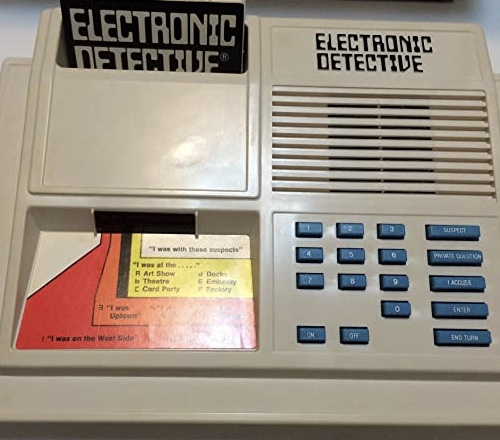 ELECTRONIC
DETECTIVE®
ELECTRONIC
DETECTIVE
"I was with these suspects"
"I was at the....."
A Art Show d Docks
b Theatre E Embassy
C Card Party F Factory
"I was
Uptown"
"I was on the West Side"
1 2 3 SUSPECT
4 5 6 PRIVATE QUESTION
7 8 9 I ACCUSE
0 ENTER
ON OFF END TURN